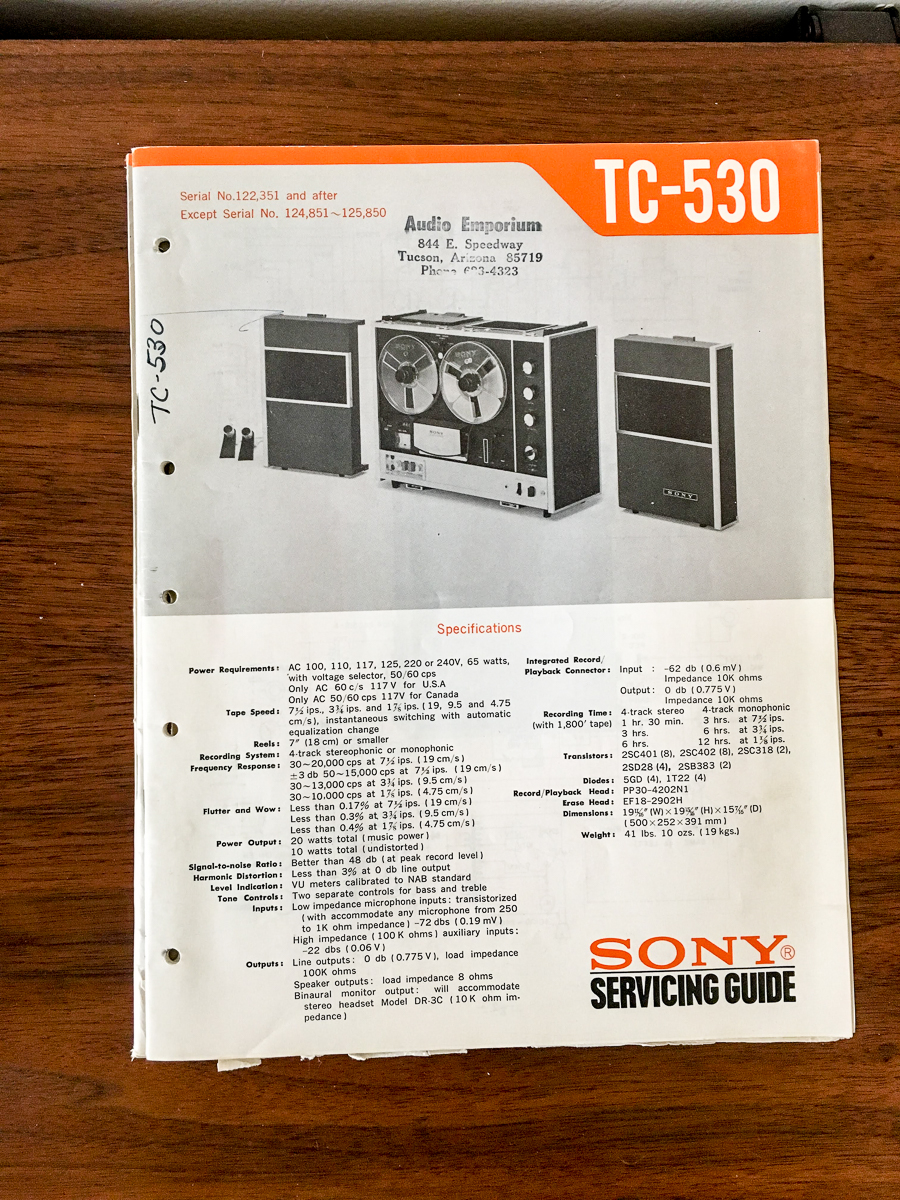 TC-530
Serial No.122,351 and after
Except Serial No. 124,851~125,850
Audio Emporium
844 E. Speedway
Tucson, Arizona 85719
4323
TC-530
SONY
SONY
SONY
SONY
Specifications
Power Requirements: AC 100, 110, 117, 125, 220 or 240V, 65 watts,
with voltage selector, 50/60 cps
Only AC 60 c/s 117 V for U.S.A
Only AC 50/60 cps 117V for Canada
Tape Speed: 7½ ips., 3¾ ips. and 1⅞ ips. (19, 9.5 and 4.75
cm/s), instantaneous switching with automatic
equalization change
Reels: 7″ (18 cm) or smaller
Recording System: 4-track stereophonic or monophonic
Frequency Response: 30~20,000 cps at 7½ ips. (19 cm/s)
±3 db 50~15,000 cps at 7½ ips. (19 cm/s)
30~13,000 cps at 3¾ ips. (9.5 cm/s)
30~10.000 cps at 1⅞ ips. (4.75 cm/s)
Flutter and Wow: Less than 0.17% at 7½ ips. (19 cm/s)
Less than 0.3% at 3¾ ips. (9.5 cm/s)
Less than 0.4% at 1⅞ ips. (4.75 cm/s)
Power Output: 20 watts total (music power)
10 watts total (undistorted)
Signal-to-noise Ratio: Better than 48 db (at peak record level)
Harmonic Distortion: Less than 3% at 0 db line output
Level Indication: VU meters calibrated to NAB standard
Tone Controls: Two separate controls for bass and treble
Inputs: Low impedance microphone inputs: transistorized
(with accommodate any microphone from 250
to 1K ohm impedance) -72 dbs (0.19 mV)
High impedance (100 K ohms) auxiliary inputs:
-22 dbs (0.06 V)
Outputs: Line outputs: 0 db (0.775 V), load impedance
100K ohms
Speaker outputs: load impedance 8 ohms
Binaural monitor output: will accommodate
stereo headset Model DR-3C (10 K ohm im-
pedance)
Integrated Record/
Playback Connector: Input : -62 db (0.6 mV)
Impedance 10K ohms
Output: 0 db (0.775 V)
Impedance 10K ohms
Recording Time: 4-track stereo 4-track monophonic
(with 1,800' tape) 1 hr. 30 min. 3 hrs. at 7½ ips.
3 hrs. 6 hrs. at 3¾ ips.
6 hrs. 12 hrs. at 1⅞ ips.
Transistors: 2SC401 (8), 2SC402 (8), 2SC318 (2),
2SD28 (4), 2SB383 (2)
Diodes: 5GD (4), 1T22 (4)
Record/Playback Head: PP30-4202N1
Erase Head: EF18-2902H
Dimensions: (W) × (H) × 15⅞″ (D)
(500×252×391 mm)
Weight: 41 lbs. 10 ozs. (19 kgs.)
SONY®
SERVICING GUIDE